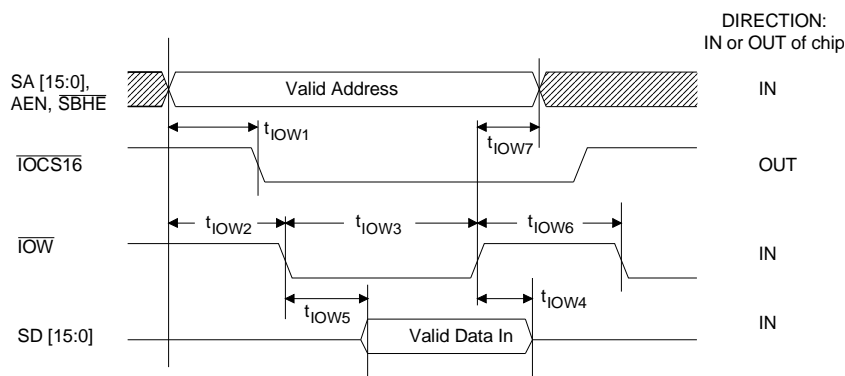 DIRECTION:
IN or OUT of chip
SA [15:0],
AEN, SBHE
Valid Address
IN
tIOW1
tIOW7
IOCS16
OUT
tIOW2
tIOW3
tIOW6
IOW
IN
tIOW5
tIOW4
SD [15:0]
Valid Data In
IN